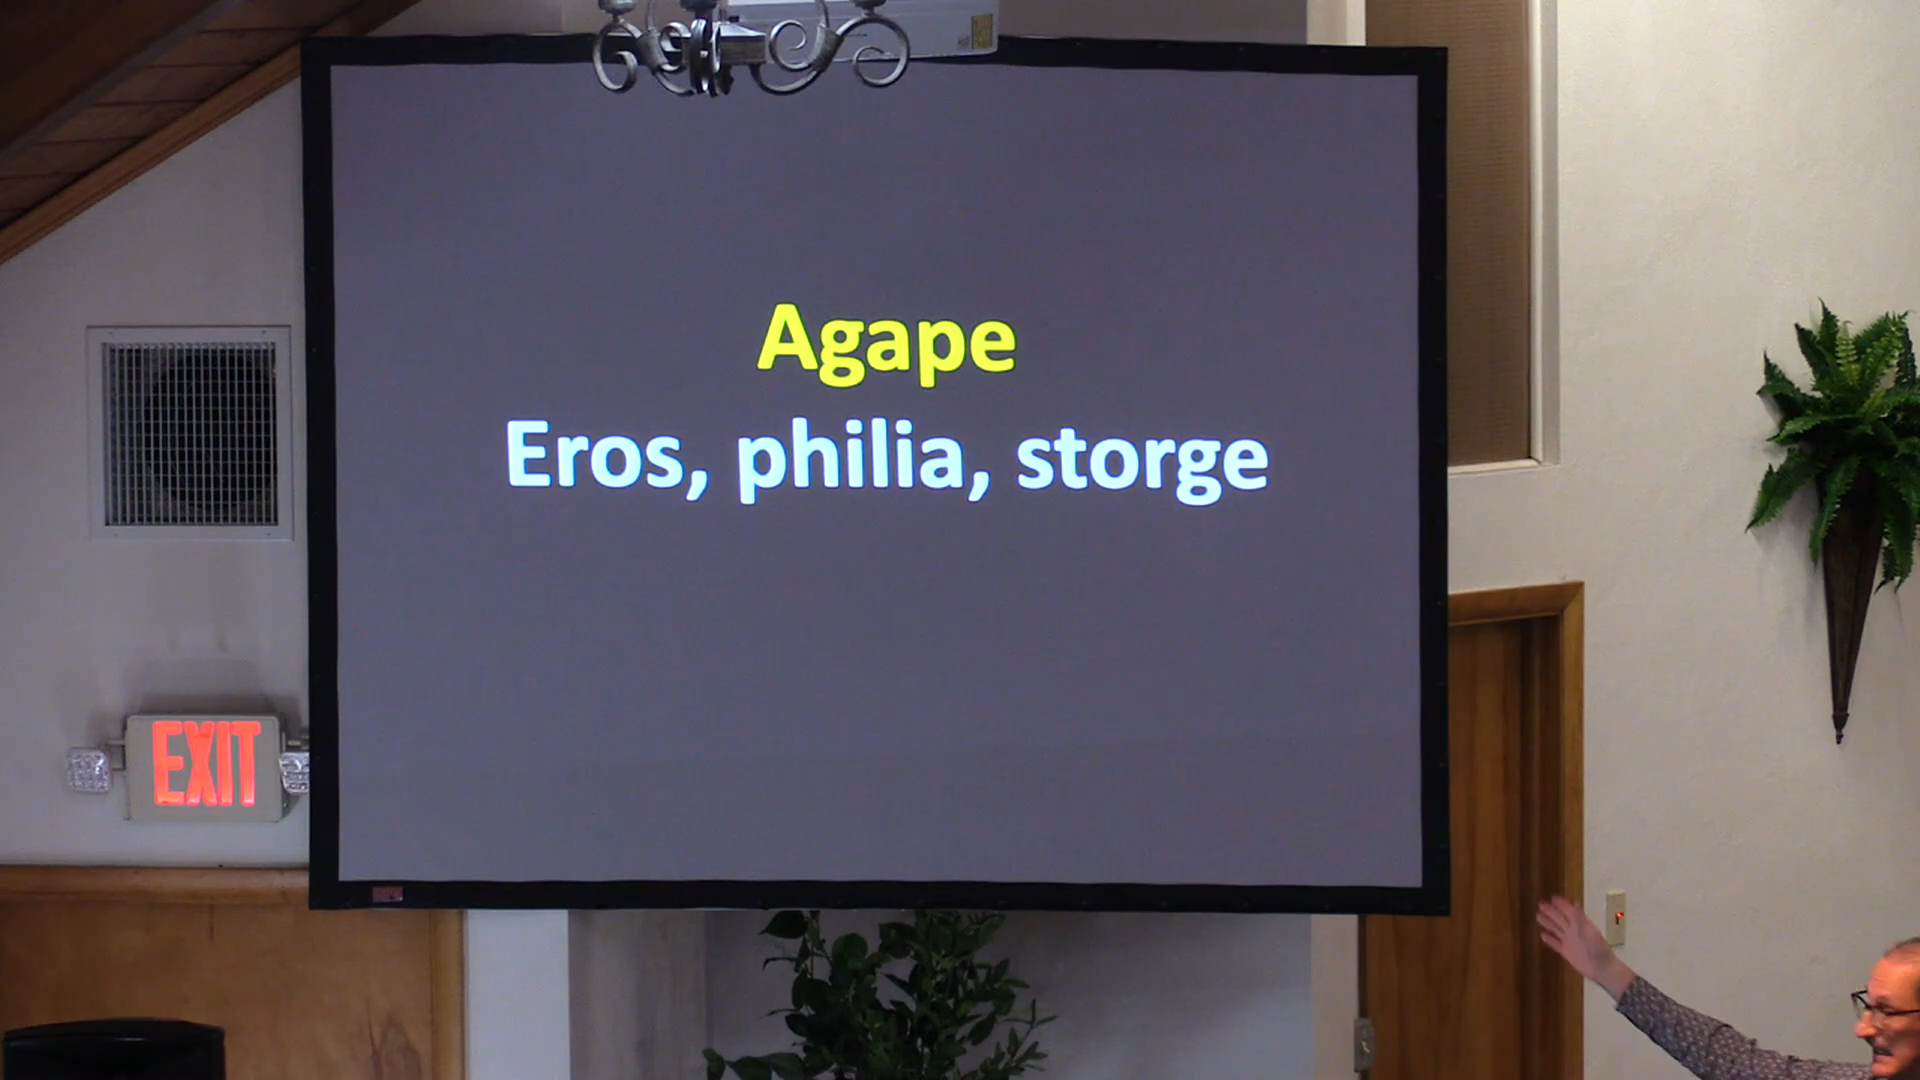 Agape
Eros, philia, storge
EXIT